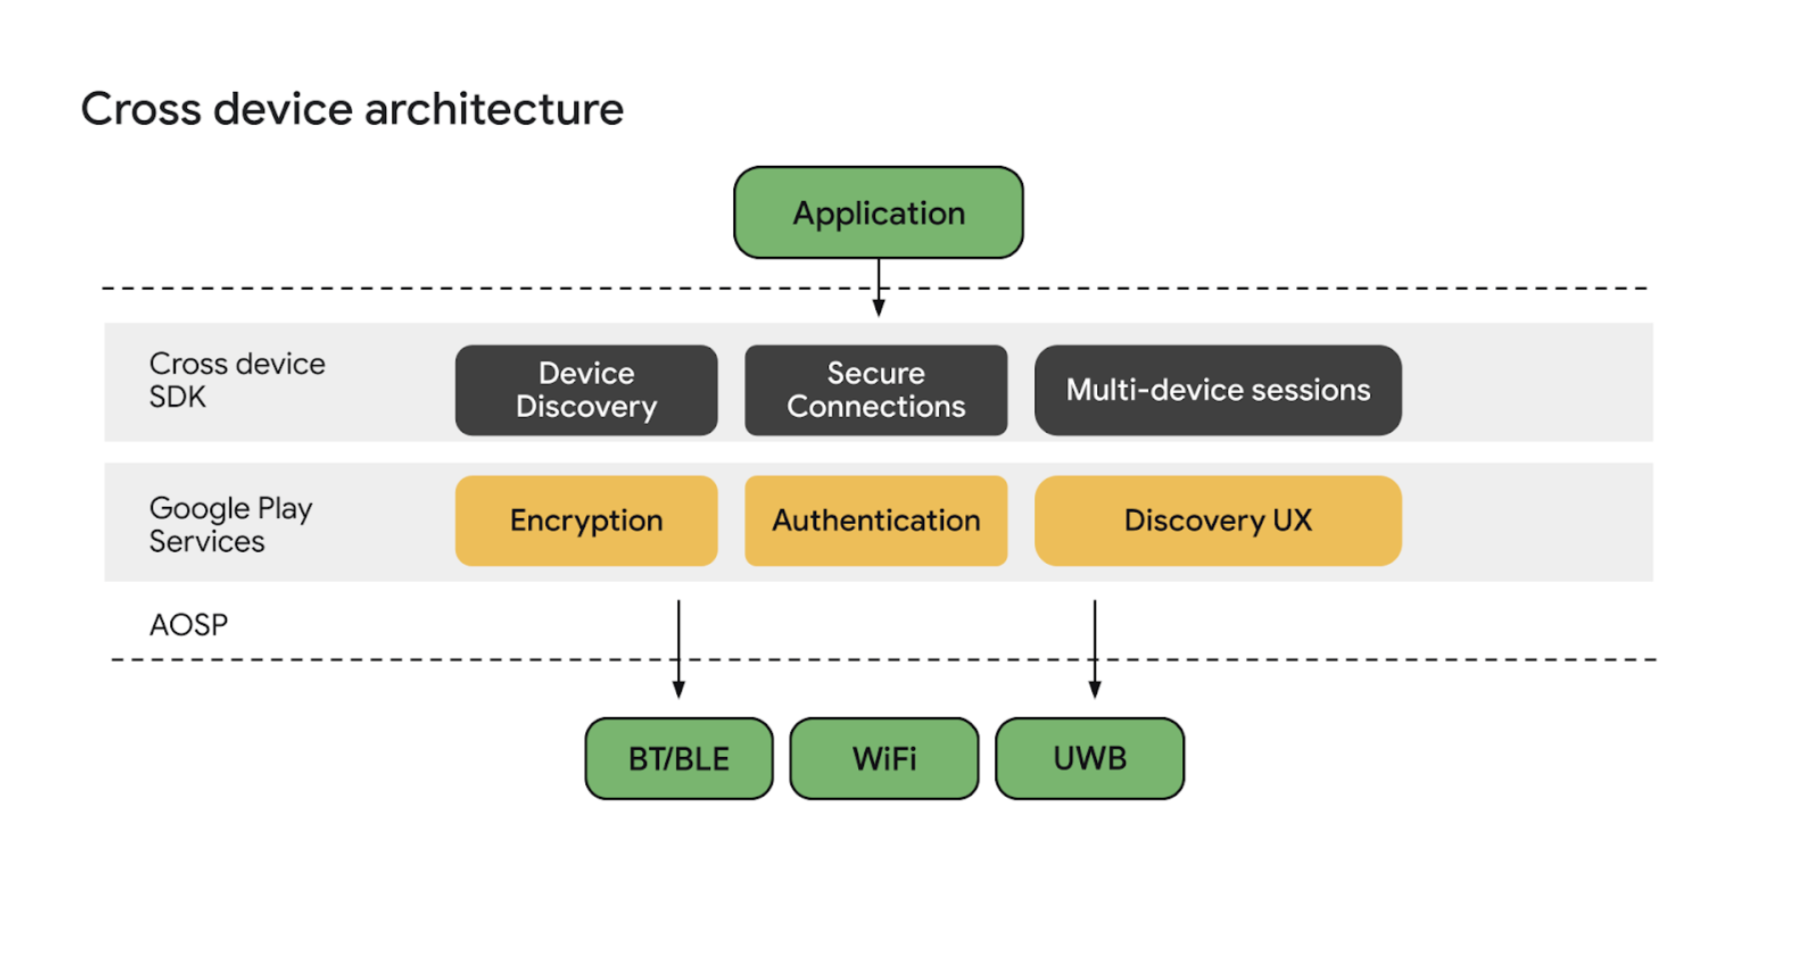 Cross device architecture
Application
Cross device
SDK
Device
Discovery
Secure
Connections
Multi-device sessions
Google Play
Services
Encryption
Authentication
Discovery UX
AOSP
BT/BLE
WiFi
UWB